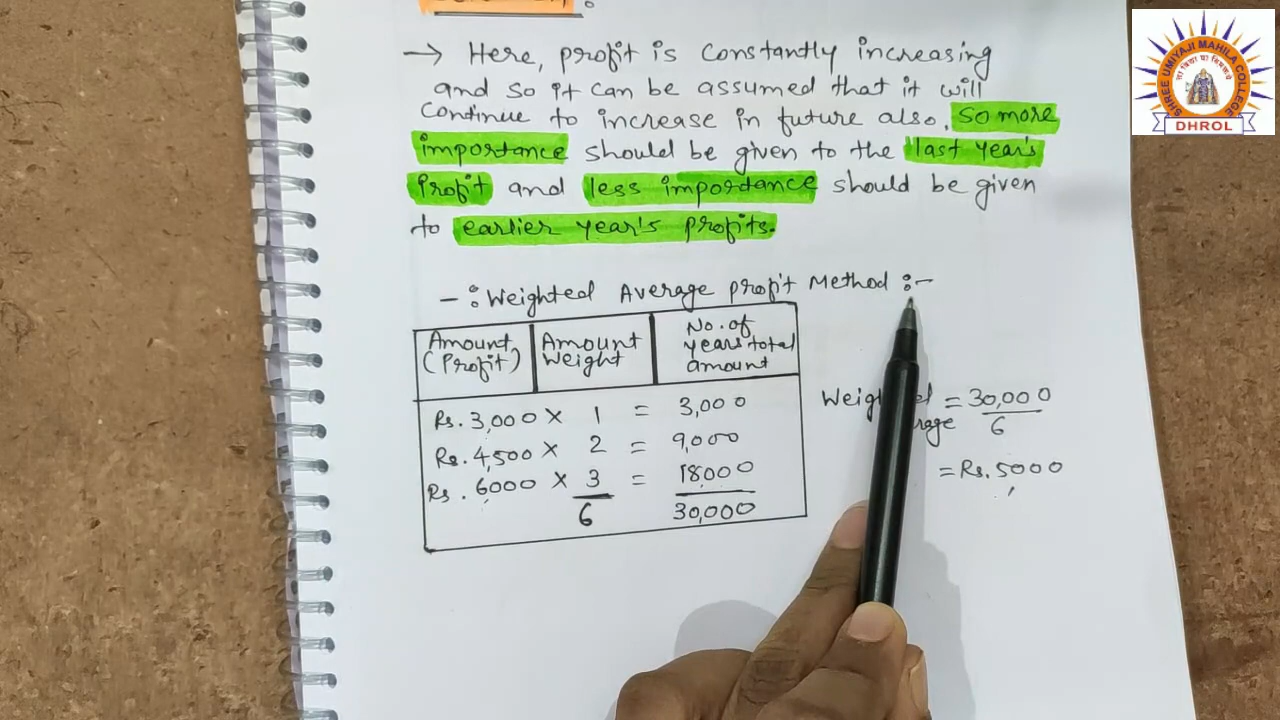 → Here, profit is constantly increasing
and so it can be assumed that it will
continue to increase in future also. so more
importance should be given to the last year's
profit and less importance should be given
to earlier year's profits.
-: Weighted Average profit Method :-
Amount (Profit) | Amount Weight | No. of years total amount
Rs. 3,000 × 1 = 3,000
Rs. 4,500 × 2 = 9,000
Rs. 6000 × 3 = 18,000
6 30,000
= 30,000
6
= Rs. 5000
SHREE UMIYAJI MAHILA COLLEGE
DHROL